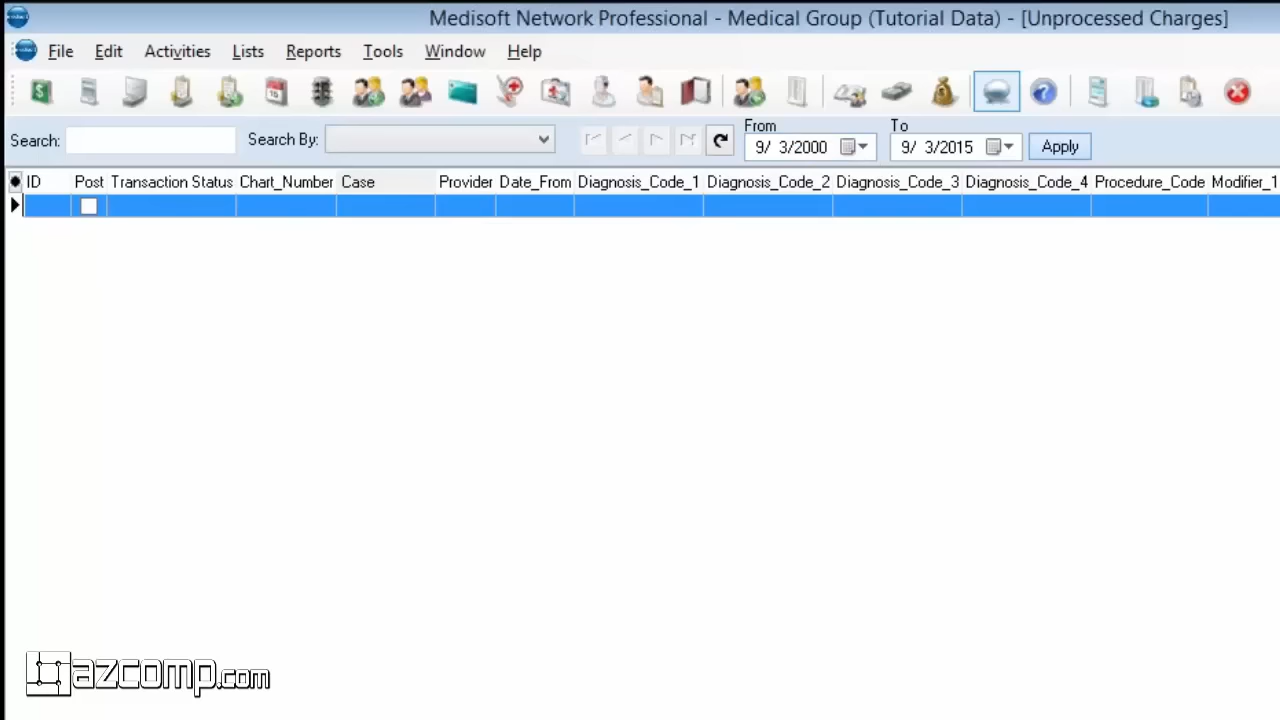 Medisoft Network Professional - Medical Group (Tutorial Data) - [Unprocessed Charges]
File Edit Activities Lists Reports Tools Window Help
15
Search: Search By: From 9/ 3/2000 To 9/ 3/2015 Apply
ID Post Transaction Status Chart_Number Case Provider Date_From Diagnosis_Code_1 Diagnosis_Code_2 Diagnosis_Code_3 Diagnosis_Code_4 Procedure_Code Modifier_1
azcomp.com